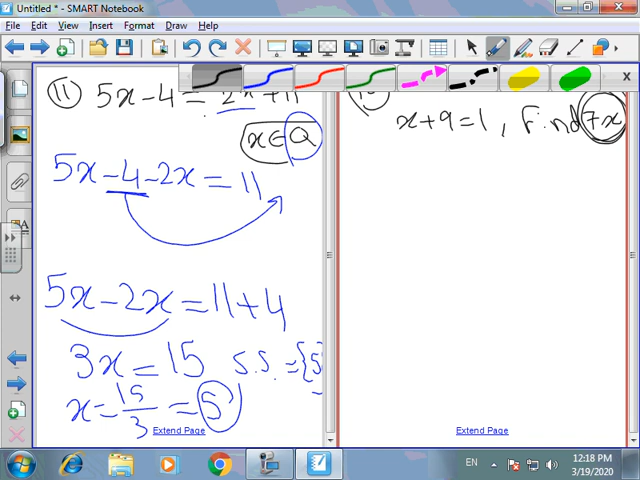 Untitled * - SMART Notebook
File Edit View Insert Format Draw Help
11 5x-4 = 2x+11
x∈Q
5x-4-2x=11
5x-2x=11+4
3x=15 S.S.={5
x=15/3=5
Extend Page
x+9=1, Find 7x
Extend Page
EN
12:18 PM
3/19/2020